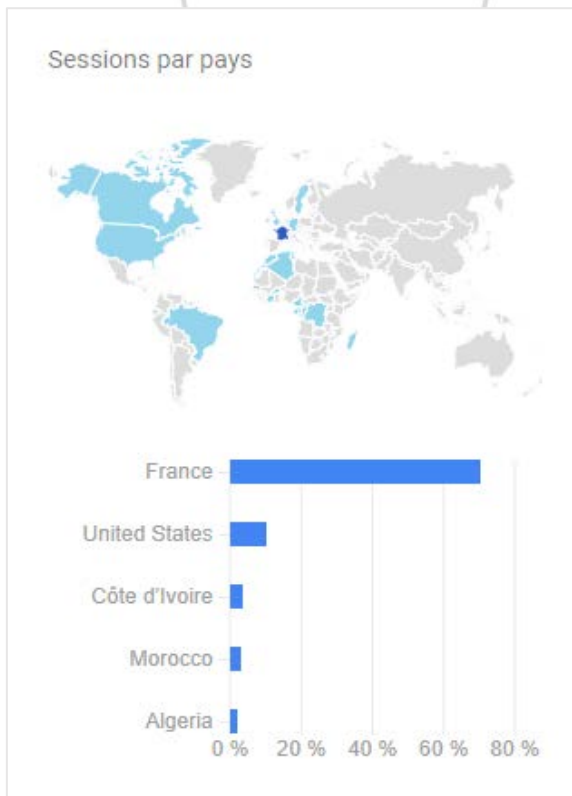 Sessions par pays
France
United States
Côte d'Ivoire
Morocco
Algeria
0 % 20 % 40 % 60 % 80 %